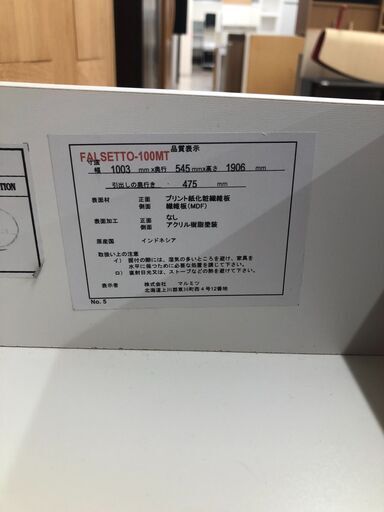 品質表示
FALSETTO-100MT
寸法
幅 1003 mm×奥行 545 mm×高さ 1906 mm
引出しの奥行き 475 mm
表面材 正面 プリント紙化粧繊維板
側面 繊維板(MDF)
表面加工 正面 なし
側面 アクリル樹脂塗装
原産国 インドネシア
取扱い上の注意
イ) 据付の際には、湿気の多いところを避け、家具を
水平に保つために必要な処置を講じて下さい。
ロ) 直射日光又は、ストーブなどの熱を避けて下さい。
表示者 株式会社 マルミツ
北海道上川郡東川町西4号12番地
No. 5
TION